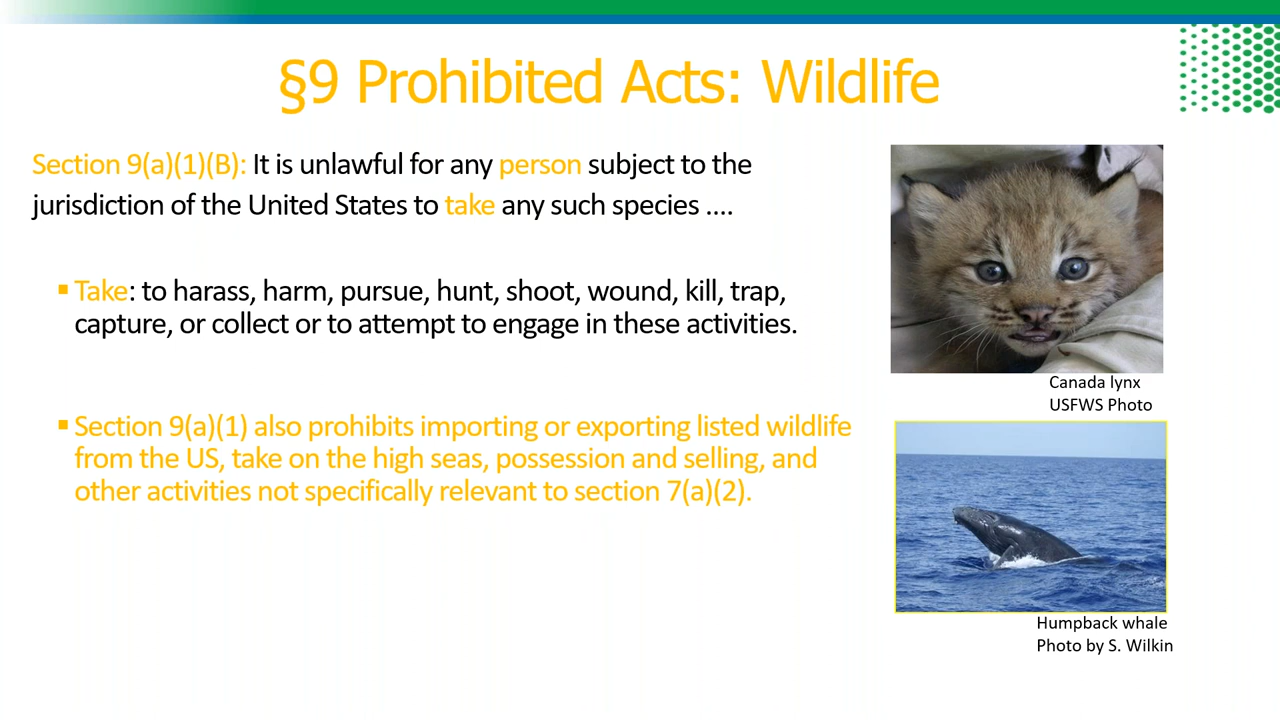 §9 Prohibited Acts: Wildlife
Section 9(a)(1)(B): It is unlawful for any person subject to the
jurisdiction of the United States to take any such species ....
▪ Take: to harass, harm, pursue, hunt, shoot, wound, kill, trap,
capture, or collect or to attempt to engage in these activities.
▪ Section 9(a)(1) also prohibits importing or exporting listed wildlife
from the US, take on the high seas, possession and selling, and
other activities not specifically relevant to section 7(a)(2).
Canada lynx
USFWS Photo
Humpback whale
Photo by S. Wilkin